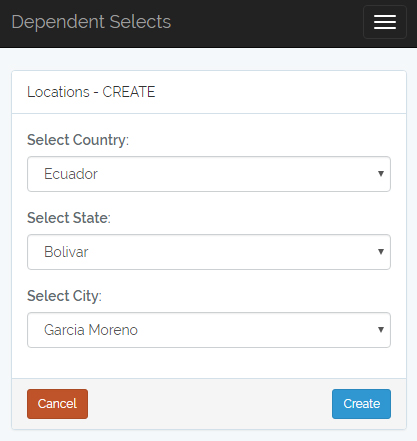 Dependent Selects
Locations - CREATE
Select Country:
Ecuador
Select State:
Bolivar
Select City:
Garcia Moreno
Cancel
Create